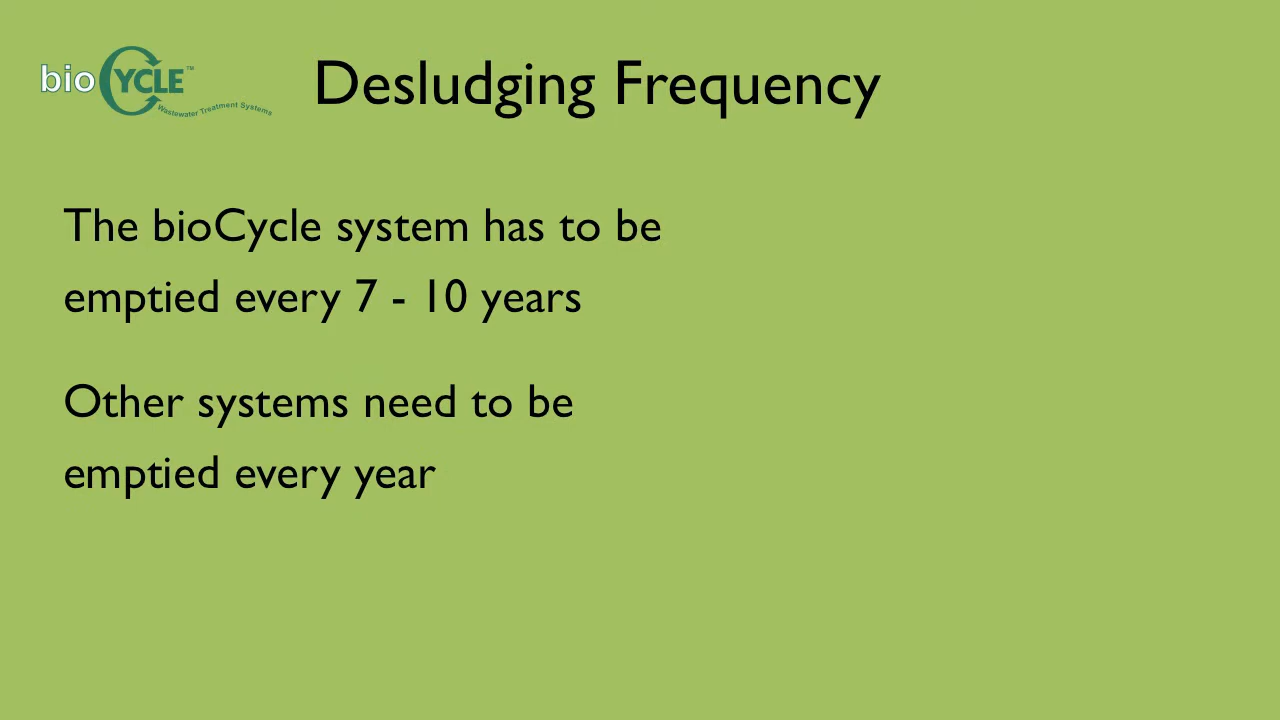 bioCYCLE™
Wastewater Treatment Systems
Desludging Frequency
The bioCycle system has to be
emptied every 7 - 10 years
Other systems need to be
emptied every year